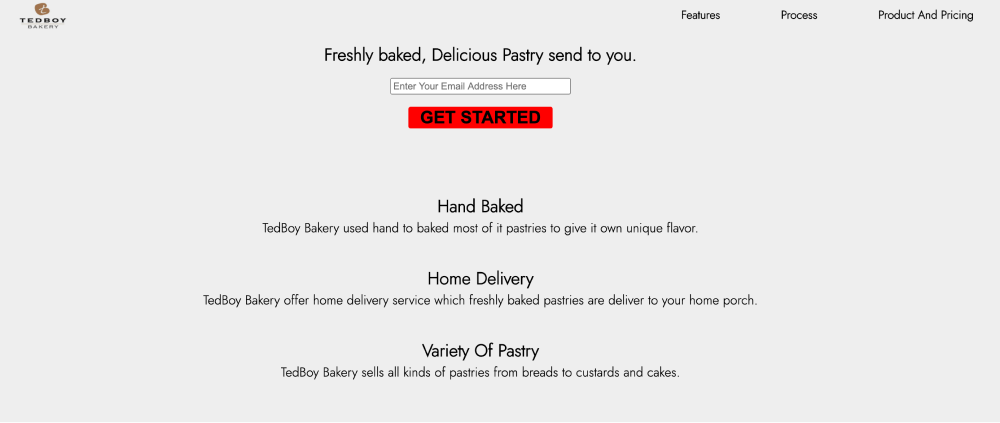 TEDBOY
BAKERY
Features
Process
Product And Pricing
Freshly baked, Delicious Pastry send to you.
Enter Your Email Address Here
GET STARTED
Hand Baked
TedBoy Bakery used hand to baked most of it pastries to give it own unique flavor.
Home Delivery
TedBoy Bakery offer home delivery service which freshly baked pastries are deliver to your home porch.
Variety Of Pastry
TedBoy Bakery sells all kinds of pastries from breads to custards and cakes.